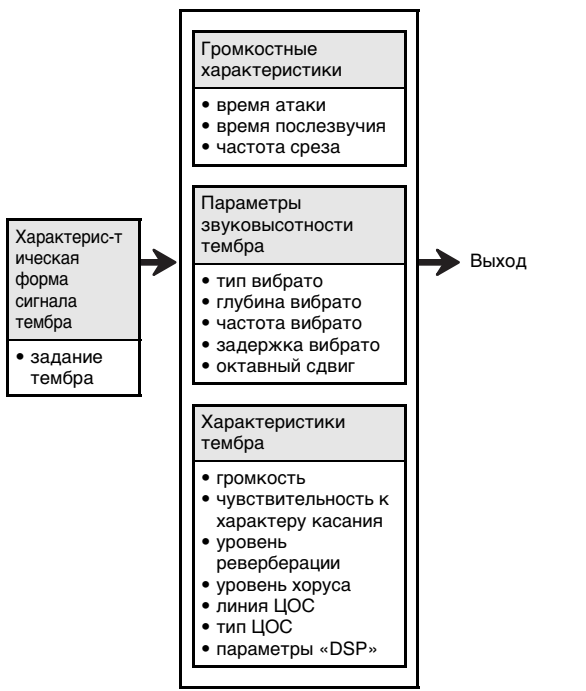 Характерис-т
ическая
форма
сигнала
тембра
• задание
тембра
Громкостные
характеристики
• время атаки
• время послезвучия
• частота среза
Параметры
звуковысотности
тембра
• тип вибрато
• глубина вибрато
• частота вибрато
• задержка вибрато
• октавный сдвиг
Характеристики
тембра
• громкость
• чувствительность к
характеру касания
• уровень
реверберации
• уровень хоруса
• линия ЦОС
• тип ЦОС
• параметры «DSP»
Выход